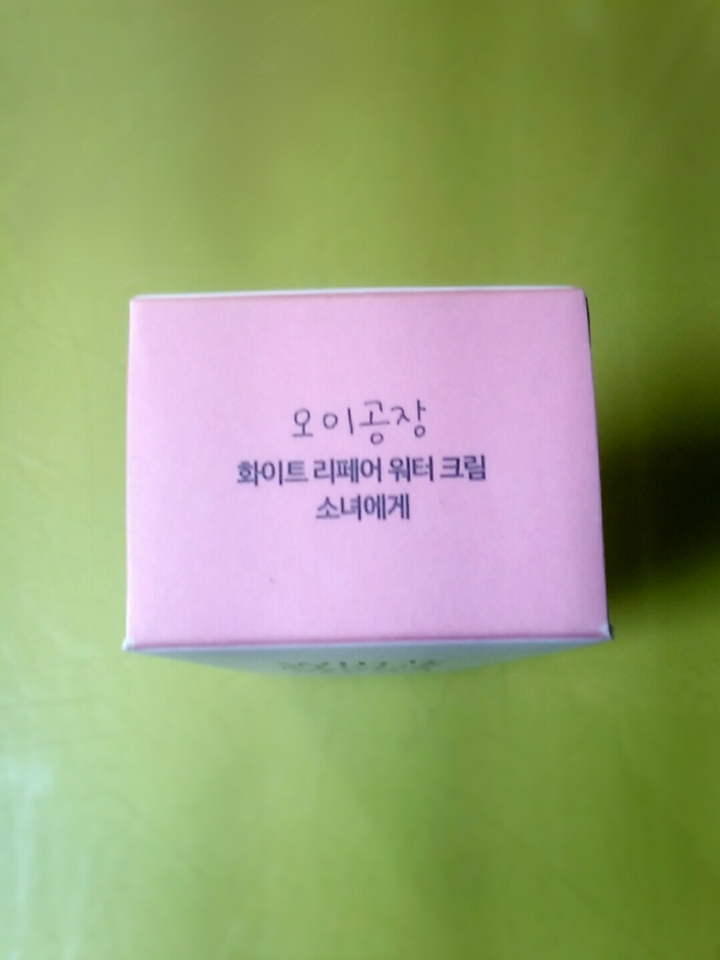 오이공장
화이트 리페어 워터 크림
소녀에게